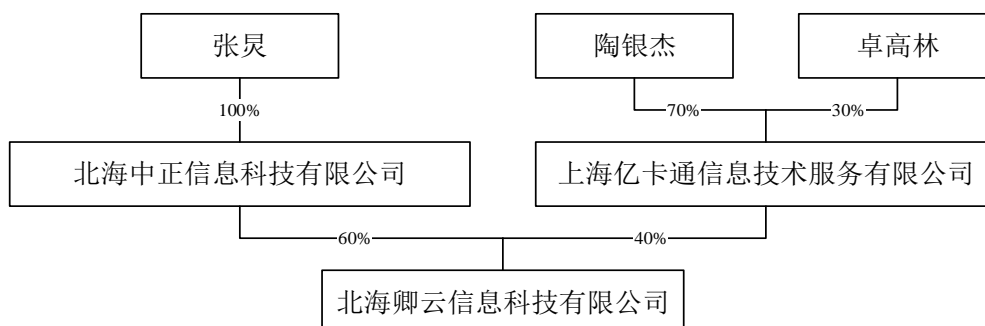 张炅
陶银杰
卓高林
100%
70%
30%
北海中正信息科技有限公司
上海亿卡通信息技术服务有限公司
60%
40%
北海卿云信息科技有限公司